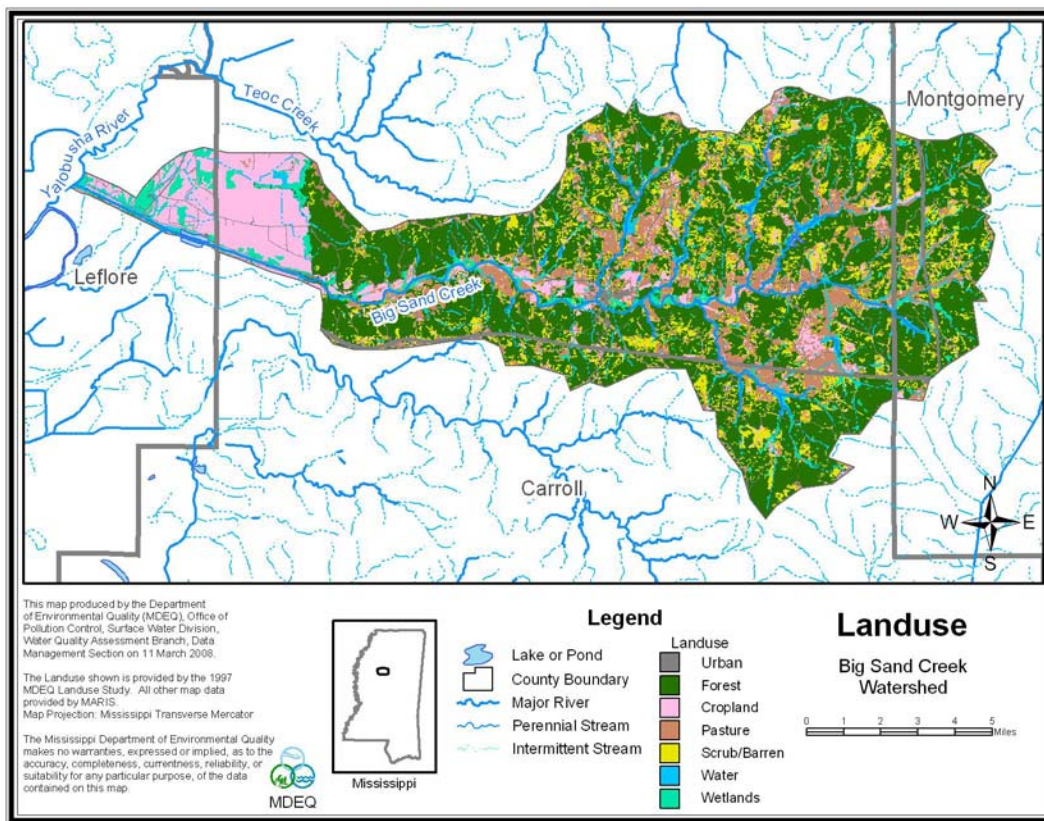 Montgomery
Teoc Creek
Yalobusha River
Leflore
Big Sand Creek
Carroll
N
W E
S
This map produced by the Department
of Environmental Quality (MDEQ), Office of
Pollution Control, Surface Water Division,
Water Quality Assessment Branch, Data
Management Section on 11 March 2008.
The Landuse shown is provided by the 1997
MDEQ Landuse Study. All other map data
provided by MARIS.
Map Projection: Mississippi Transverse Mercator
The Mississippi Department of Environmental Quality
makes no warranties, expressed or implied, as to the
accuracy, completeness, currentness, reliability, or
suitability for any particular purpose, of the data
contained on this map.
MDEQ
Mississippi
Legend
Lake or Pond
County Boundary
Major River
Perennial Stream
Intermittent Stream
Landuse
Urban
Forest
Cropland
Pasture
Scrub/Barren
Water
Wetlands
Landuse
Big Sand Creek
Watershed
0 1 2 3 4 5
Miles